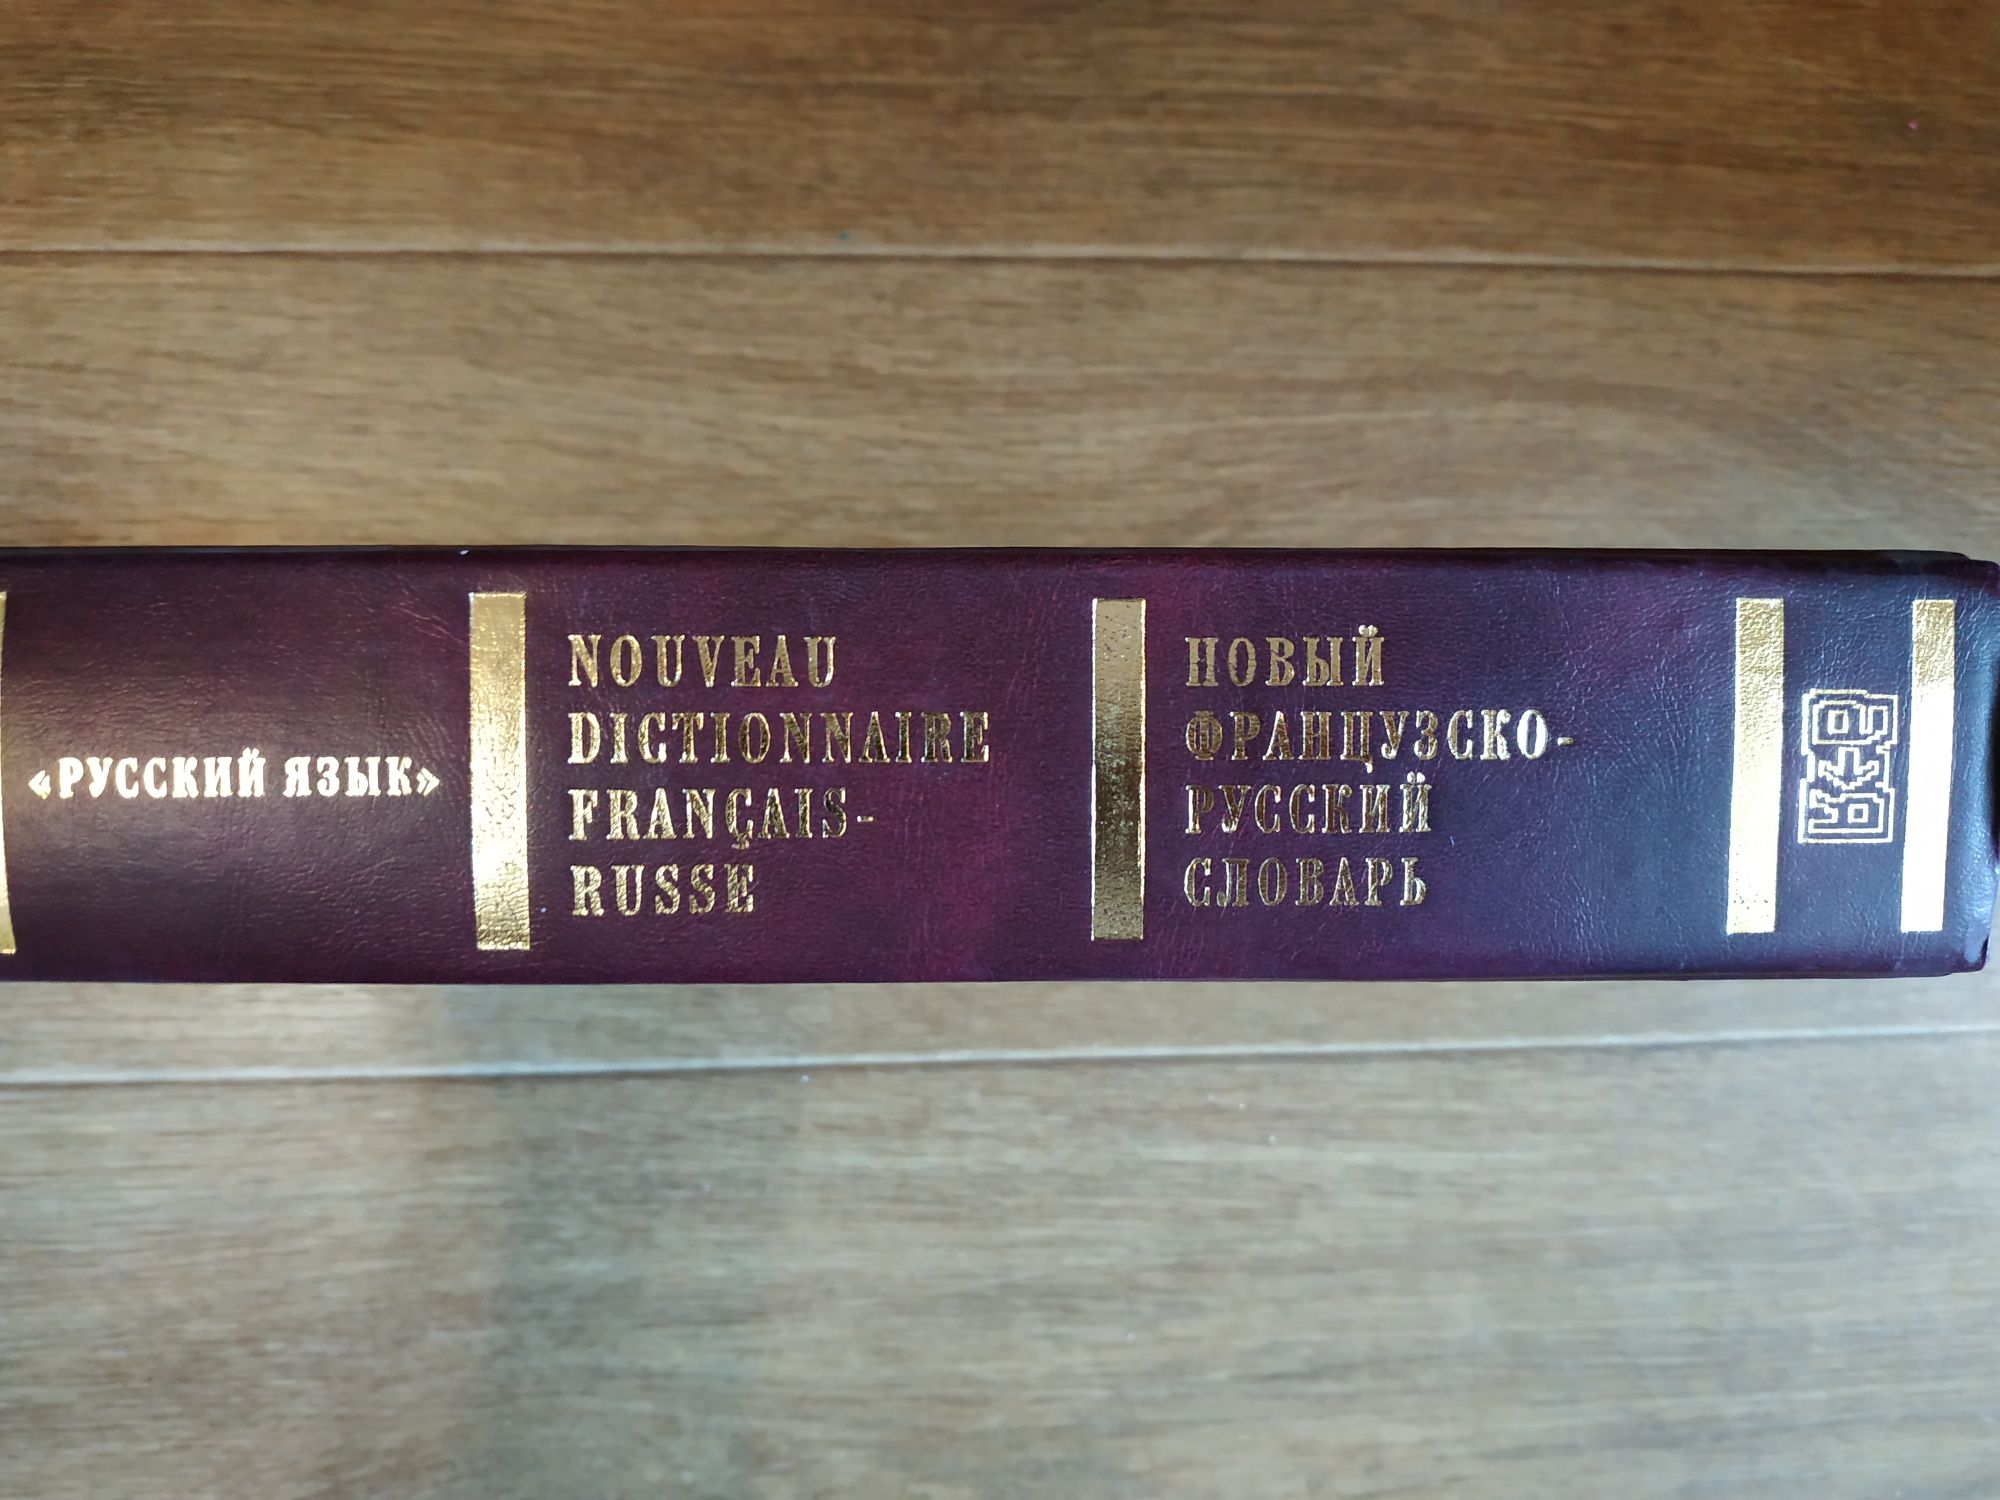 «РУССКИЙ ЯЗЫК»
NOUVEAU
DICTIONNAIRE
FRANÇAIS-
RUSSE
НОВЫЙ
ФРАНЦУЗСКО-
РУССКИЙ
СЛОВАРЬ